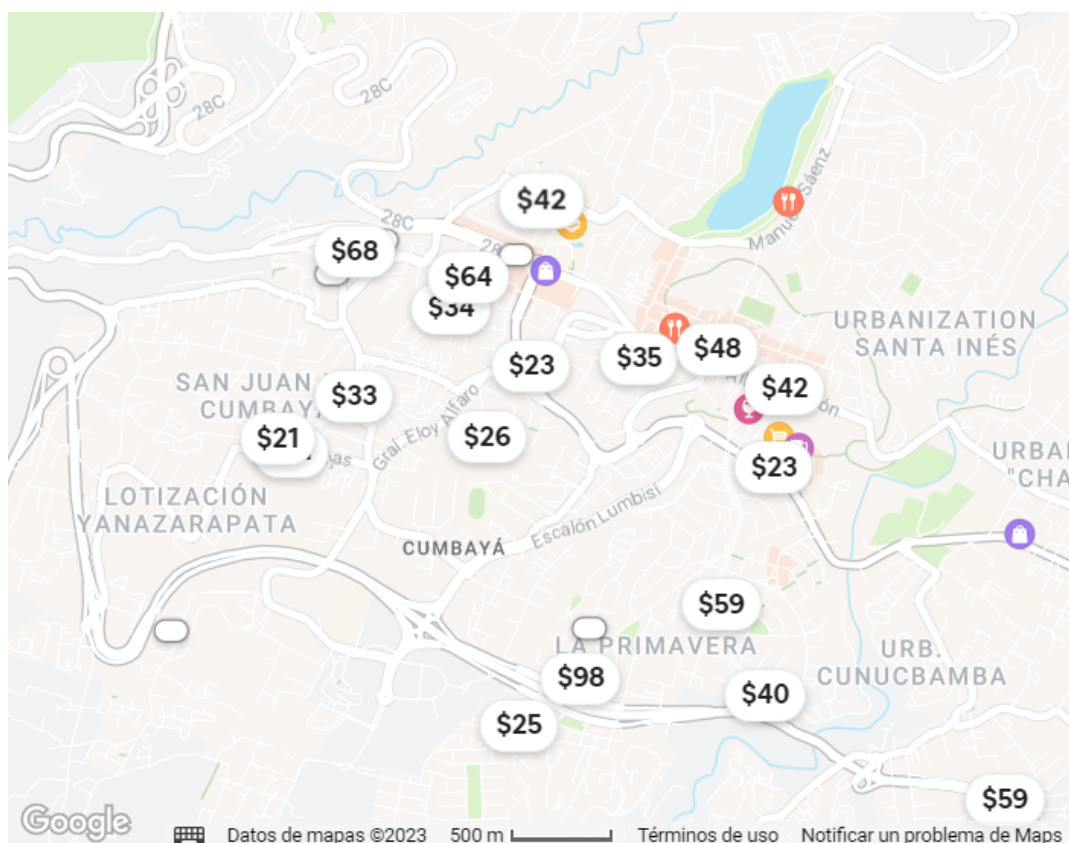 28C
28C
$42
Manuel Sáenz
28C
28
$68
$64
$34
URBANIZATION
SANTA INÉS
$48
$35
$23
SAN JUAN
CUMBAYÁ
$33
$42
Gral. Eloy Alfaro
$26
$21
$23
URBA
"CHA
LOTIZACIÓN
YANAZARAPATA
Escalón Lumbisí
CUMBAYÁ
$59
LA PRIMAVERA
URB.
CUNUCBAMBA
$98
$40
$25
$59
Google
Datos de mapas ©2023 500 m Términos de uso Notificar un problema de Maps